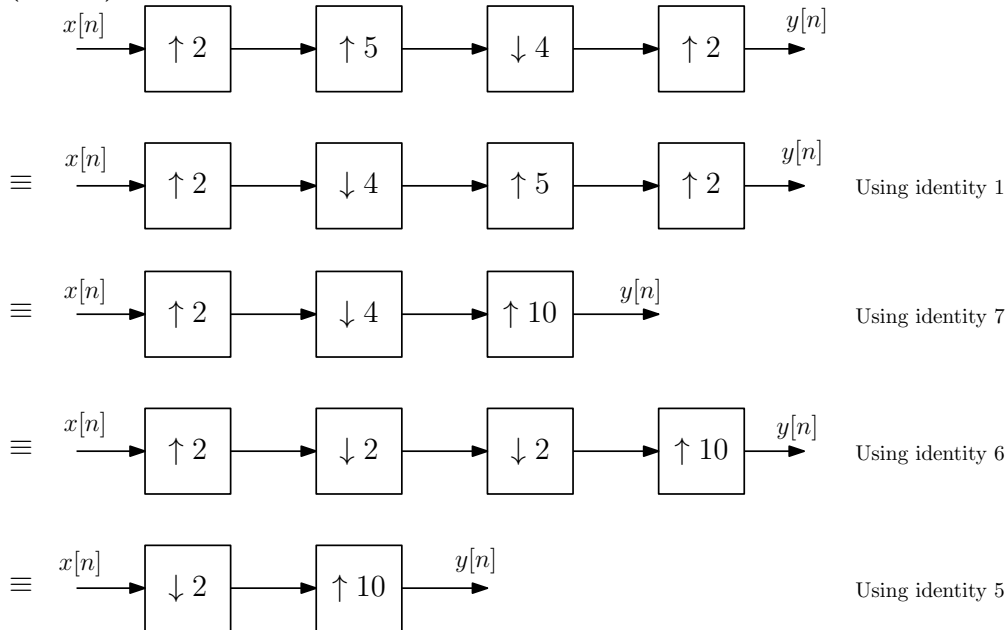 x[n] ↑ 2 ↑ 5 ↓ 4 ↑ 2 y[n]
≡ x[n] ↑ 2 ↓ 4 ↑ 5 ↑ 2 y[n] Using identity 1
≡ x[n] ↑ 2 ↓ 4 ↑ 10 y[n] Using identity 7
≡ x[n] ↑ 2 ↓ 2 ↓ 2 ↑ 10 y[n] Using identity 6
≡ x[n] ↓ 2 ↑ 10 y[n] Using identity 5